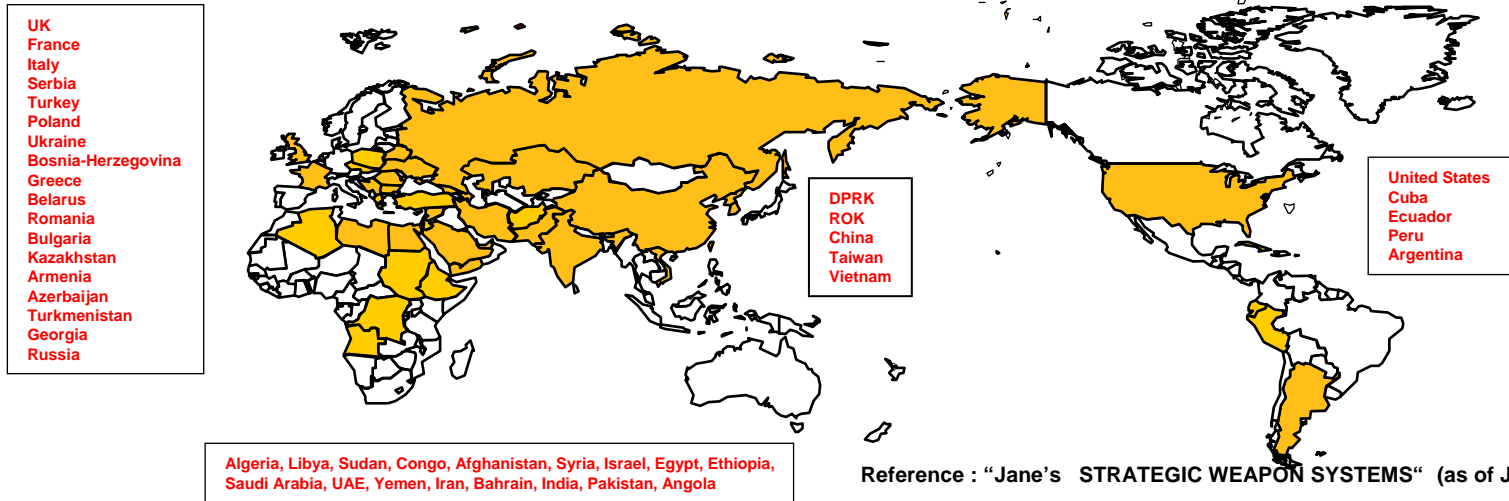 UK
France
Italy
Serbia
Turkey
Poland
Ukraine
Bosnia-Herzegovina
Greece
Belarus
Romania
Bulgaria
Kazakhstan
Armenia
Azerbaijan
Turkmenistan
Georgia
Russia
DPRK
ROK
China
Taiwan
Vietnam
United States
Cuba
Ecuador
Peru
Argentina
Algeria, Libya, Sudan, Congo, Afghanistan, Syria, Israel, Egypt, Ethiopia,
Saudi Arabia, UAE, Yemen, Iran, Bahrain, India, Pakistan, Angola
Reference : “Jane’s STRATEGIC WEAPON SYSTEMS“ (as of